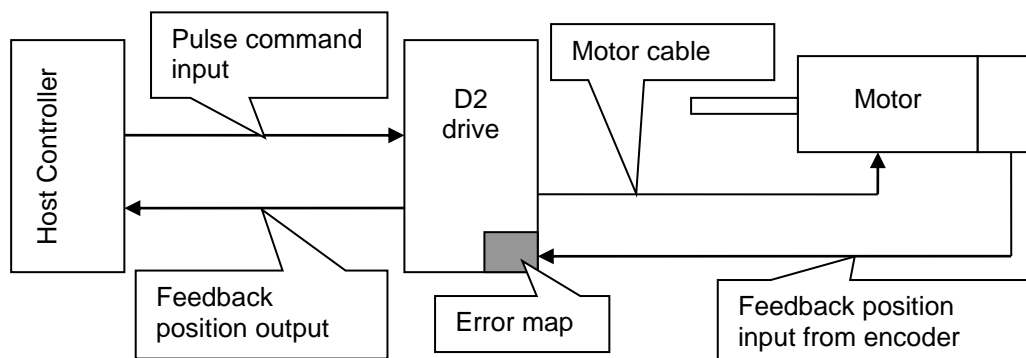 Pulse command
input
Host Controller
D2
drive
Motor cable
Motor
Feedback
position output
Error map
Feedback position
input from encoder